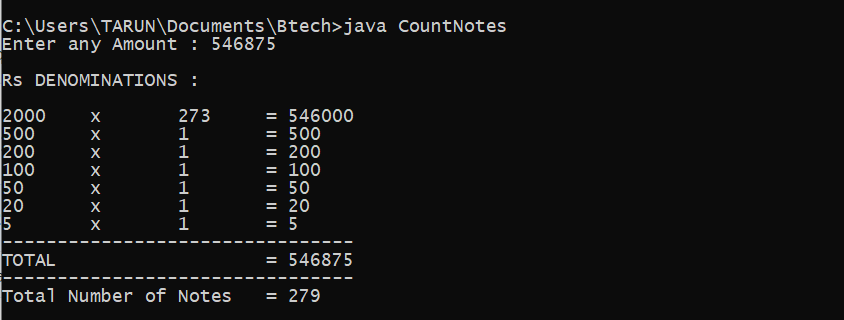 C:\Users\TARUN\Documents\Btech>java CountNotes
Enter any Amount : 546875
Rs DENOMINATIONS :
2000 x 273 = 546000
500 x 1 = 500
200 x 1 = 200
100 x 1 = 100
50 x 1 = 50
20 x 1 = 20
5 x 1 = 5
--------------------------------
TOTAL = 546875
--------------------------------
Total Number of Notes = 279